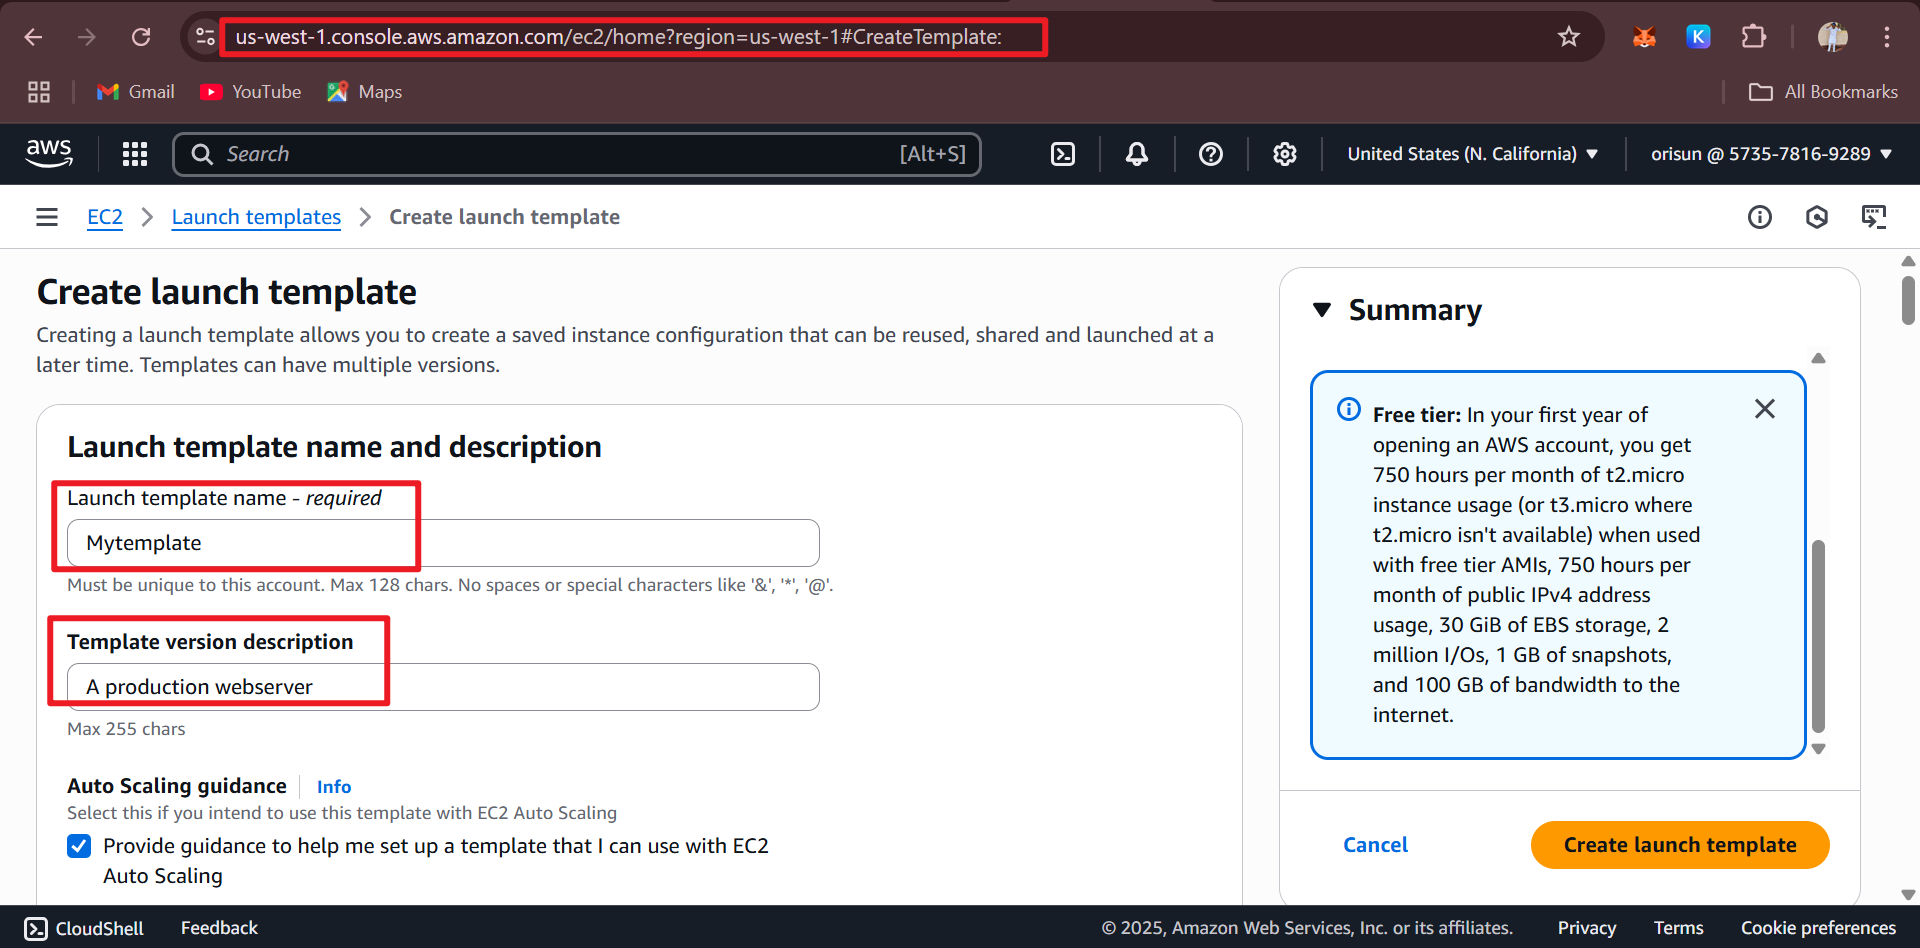 us-west-1.console.aws.amazon.com/ec2/home?region=us-west-1#CreateTemplate:
K
Gmail
YouTube
Maps
All Bookmarks
aws
Search
[Alt+S]
United States (N. California)
orisun @ 5735-7816-9289
EC2
Launch templates
Create launch template
Create launch template
Creating a launch template allows you to create a saved instance configuration that can be reused, shared and launched at a
later time. Templates can have multiple versions.
Launch template name and description
Launch template name - required
Mytemplate
Must be unique to this account. Max 128 chars. No spaces or special characters like '&', '*', '@'.
Template version description
A production webserver
Max 255 chars
Auto Scaling guidance
Info
Select this if you intend to use this template with EC2 Auto Scaling
Provide guidance to help me set up a template that I can use with EC2
Auto Scaling
Summary
Free tier: In your first year of
opening an AWS account, you get
750 hours per month of t2.micro
instance usage (or t3.micro where
t2.micro isn't available) when used
with free tier AMIs, 750 hours per
month of public IPv4 address
usage, 30 GiB of EBS storage, 2
million I/Os, 1 GB of snapshots,
and 100 GB of bandwidth to the
internet.
Cancel
Create launch template
CloudShell
Feedback
© 2025, Amazon Web Services, Inc. or its affiliates.
Privacy
Terms
Cookie preferences